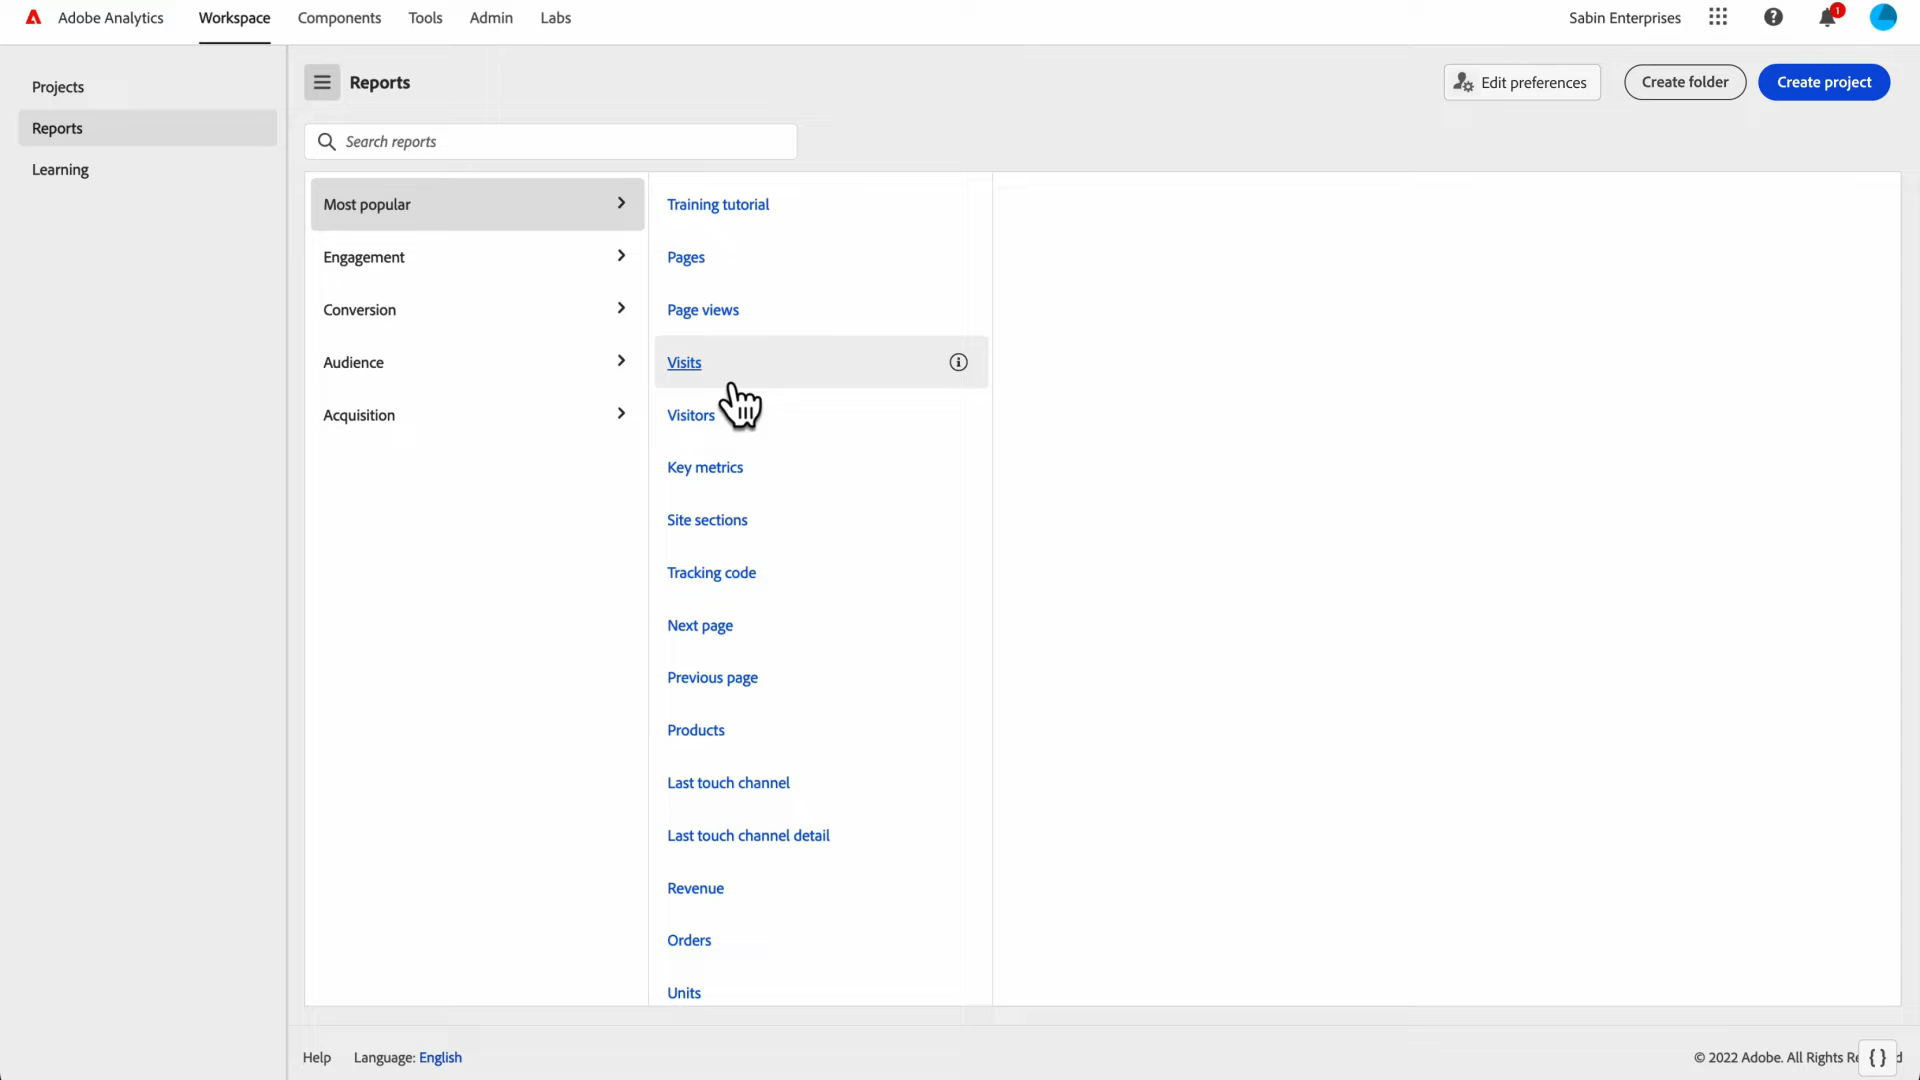 Adobe Analytics Workspace Components Tools Admin Labs Sabin Enterprises 1
Projects
Reports
Learning
Reports
Edit preferences
Create folder
Create project
Search reports
Most popular
Engagement
Conversion
Audience
Acquisition
Training tutorial
Pages
Page views
Visits
Visitors
Key metrics
Site sections
Tracking code
Next page
Previous page
Products
Last touch channel
Last touch channel detail
Revenue
Orders
Units
Help Language: English
© 2022 Adobe. All Rights